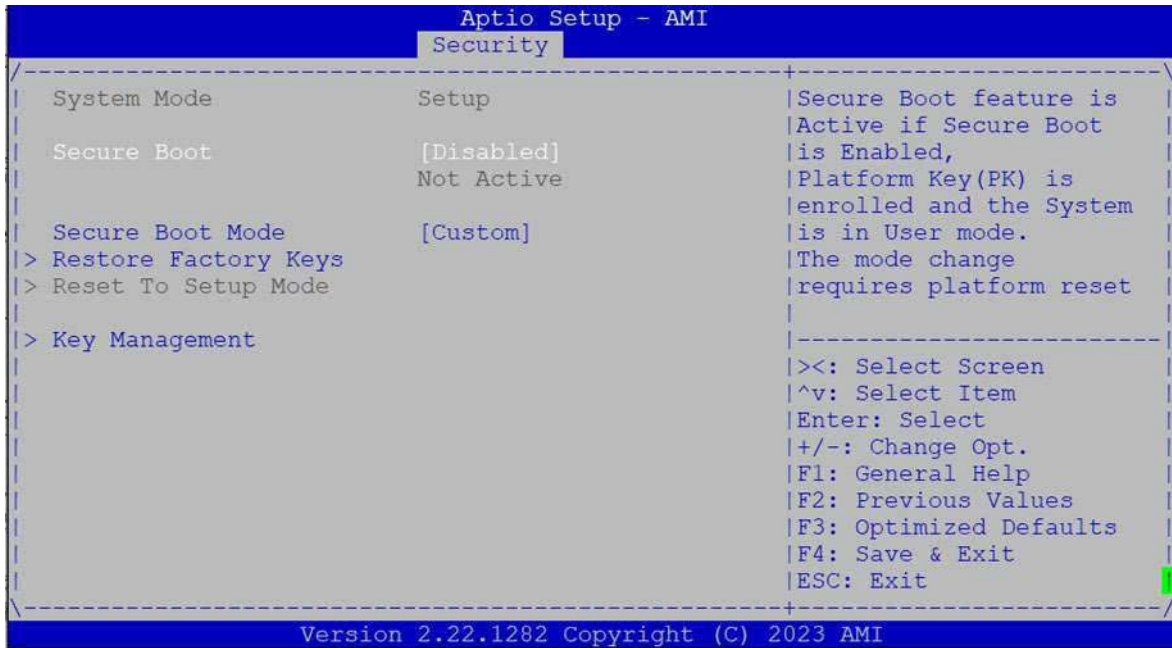 Aptio Setup – AMI
Security
System Mode Setup
Secure Boot [Disabled]
Not Active
Secure Boot Mode [Custom]
> Restore Factory Keys
> Reset To Setup Mode
> Key Management
Secure Boot feature is
Active if Secure Boot
is Enabled,
Platform Key(PK) is
enrolled and the System
is in User mode.
The mode change
requires platform reset
><: Select Screen
^v: Select Item
Enter: Select
+/-: Change Opt.
F1: General Help
F2: Previous Values
F3: Optimized Defaults
F4: Save & Exit
ESC: Exit
Version 2.22.1282 Copyright (C) 2023 AMI